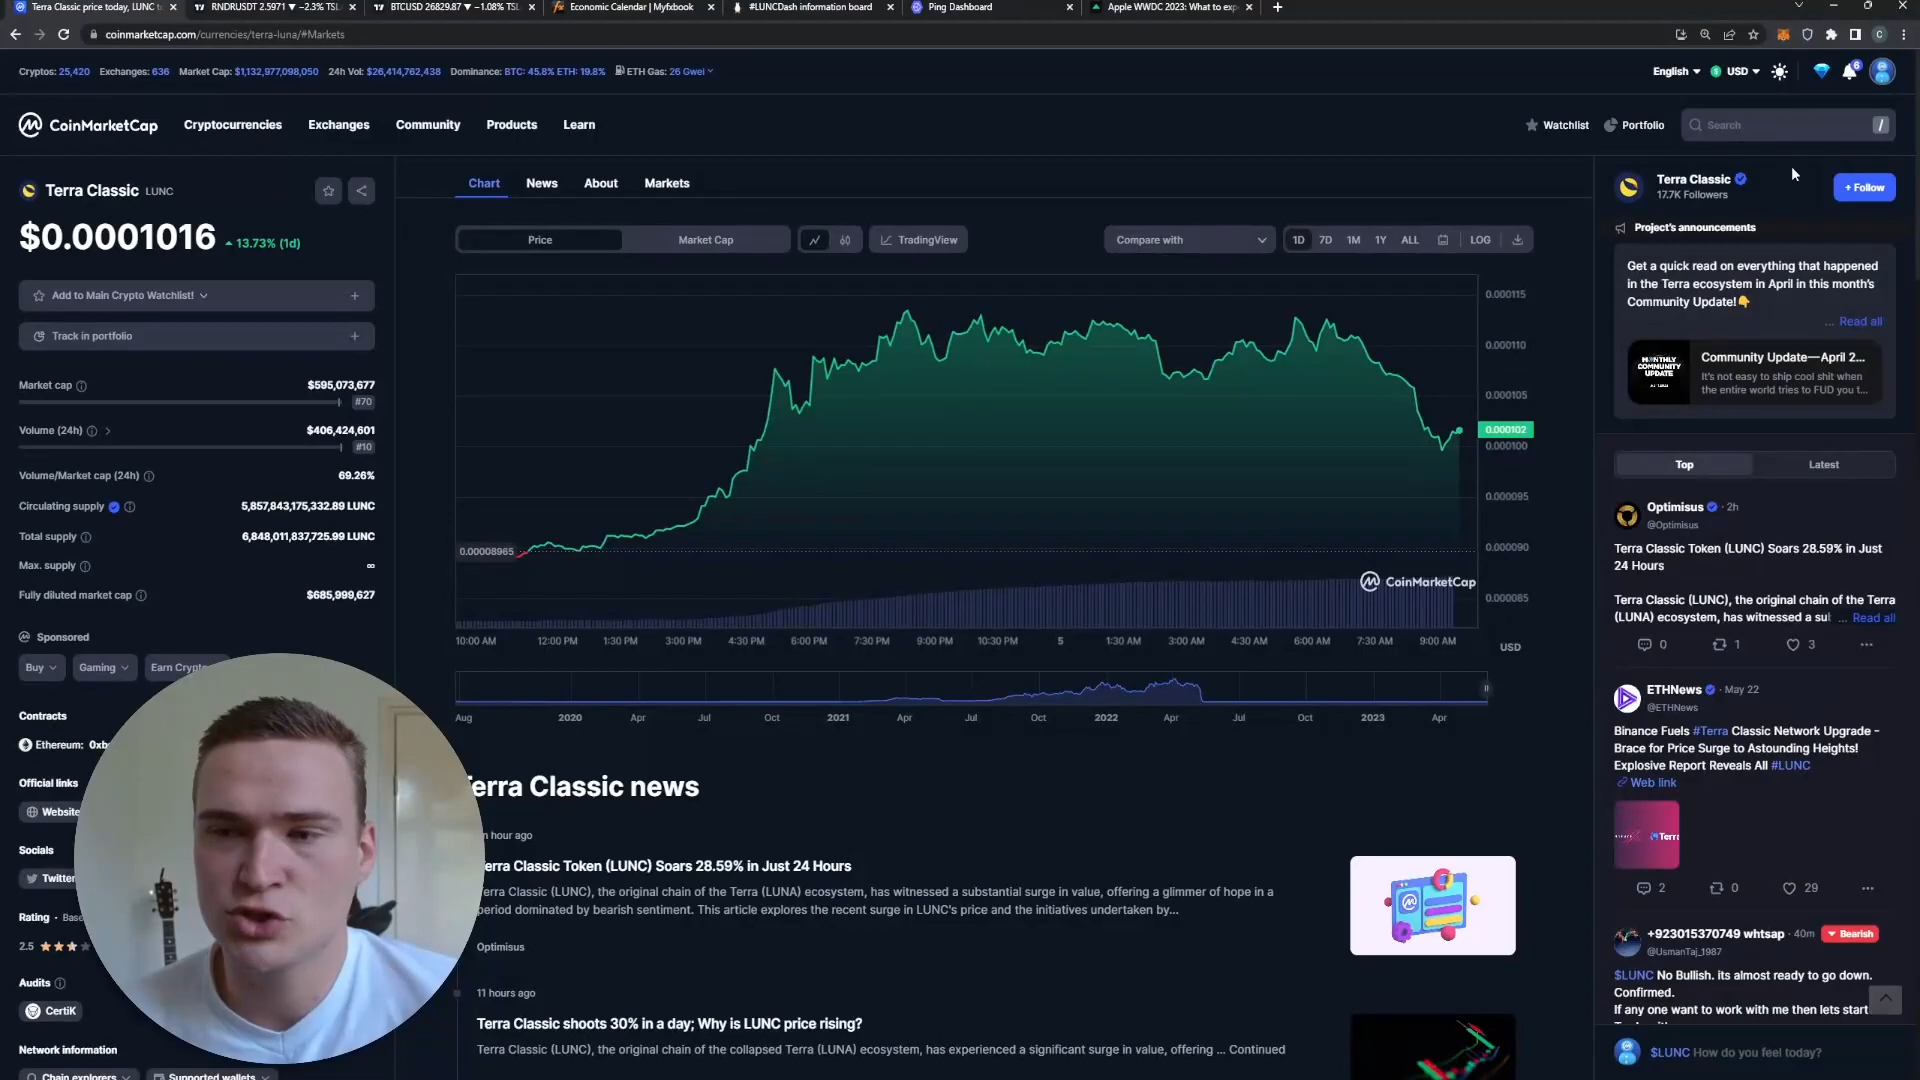 Terra Classic price today, LUNC t
RNDRUSDT 2.5971 ▼ −2.3% TSL
BTCUSD 26829.87 ▼ −1.08% TSL
Economic Calendar | Myfxbook
#LUNCDash information board
Ping Dashboard
Apple WWDC 2023: What to exp
coinmarketcap.com/currencies/terra-luna/#Markets
Cryptos: 25,420 Exchanges: 636 Market Cap: $1,132,977,098,050 24h Vol: $26,414,762,438 Dominance: BTC: 45.8% ETH: 19.8% ETH Gas: 26 Gwei
English
USD
6
CoinMarketCap
Cryptocurrencies
Exchanges
Community
Products
Learn
Watchlist
Portfolio
Search
/
Terra Classic LUNC
$0.0001016
13.73% (1d)
Add to Main Crypto Watchlist!
Track in portfolio
Market cap
$595,073,677
#70
Volume (24h)
$406,424,601
#10
Volume/Market cap (24h)
69.26%
Circulating supply
5,857,843,175,332.89 LUNC
Total supply
6,848,011,837,725.99 LUNC
Max. supply
∞
Fully diluted market cap
$685,999,627
Sponsored
Buy
Gaming
Earn Crypto
Contracts
Ethereum: 0xb
Official links
Website
Socials
Twitter
Rating · Base
2.5
Audits
CertiK
Network information
Chain explorers
Supported wallets
Chart
News
About
Markets
Price
Market Cap
TradingView
Compare with
1D
7D
1M
1Y
ALL
LOG
0.000115
0.000110
0.000105
0.000102
0.000100
0.000095
0.000090
0.000085
0.00008965
CoinMarketCap
10:00 AM 12:00 PM 1:30 PM 3:00 PM 4:30 PM 6:00 PM 7:30 PM 9:00 PM 10:30 PM 5 1:30 AM 3:00 AM 4:30 AM 6:00 AM 7:30 AM 9:00 AM
USD
Aug 2020 Apr Jul Oct 2021 Apr Jul Oct 2022 Apr Jul Oct 2023 Apr
erra Classic news
n hour ago
erra Classic Token (LUNC) Soars 28.59% in Just 24 Hours
erra Classic (LUNC), the original chain of the Terra (LUNA) ecosystem, has witnessed a substantial surge in value, offering a glimmer of hope in a
period dominated by bearish sentiment. This article explores the recent surge in LUNC's price and the initiatives undertaken by...
Optimisus
11 hours ago
Terra Classic shoots 30% in a day; Why is LUNC price rising?
Terra Classic (LUNC), the original chain of the collapsed Terra (LUNA) ecosystem, has experienced a significant surge in value, offering ... Continued
Terra Classic
17.7K Followers
+ Follow
Project's announcements
Get a quick read on everything that happened
in the Terra ecosystem in April in this month's
Community Update!👇
... Read all
MONTHLY
COMMUNITY
UPDATE
Community Update—April 2...
It's not easy to ship cool shit when
the entire world tries to FUD you t...
Top
Latest
Optimisus · 2h
@Optimisus
Terra Classic Token (LUNC) Soars 28.59% in Just
24 Hours
Terra Classic (LUNC), the original chain of the Terra
(LUNA) ecosystem, has witnessed a su ... Read all
0
1
3
ETHNews · May 22
@ETHNews
Binance Fuels #Terra Classic Network Upgrade -
Brace for Price Surge to Astounding Heights!
Explosive Report Reveals All #LUNC
Web link
Terra
2
0
29
+923015370749 whtsap · 40m
Bearish
@UsmanTaj_1987
$LUNC No Bullish. its almost ready to go down.
Confirmed.
If any one want to work with me then lets start
$LUNC How do you feel today?